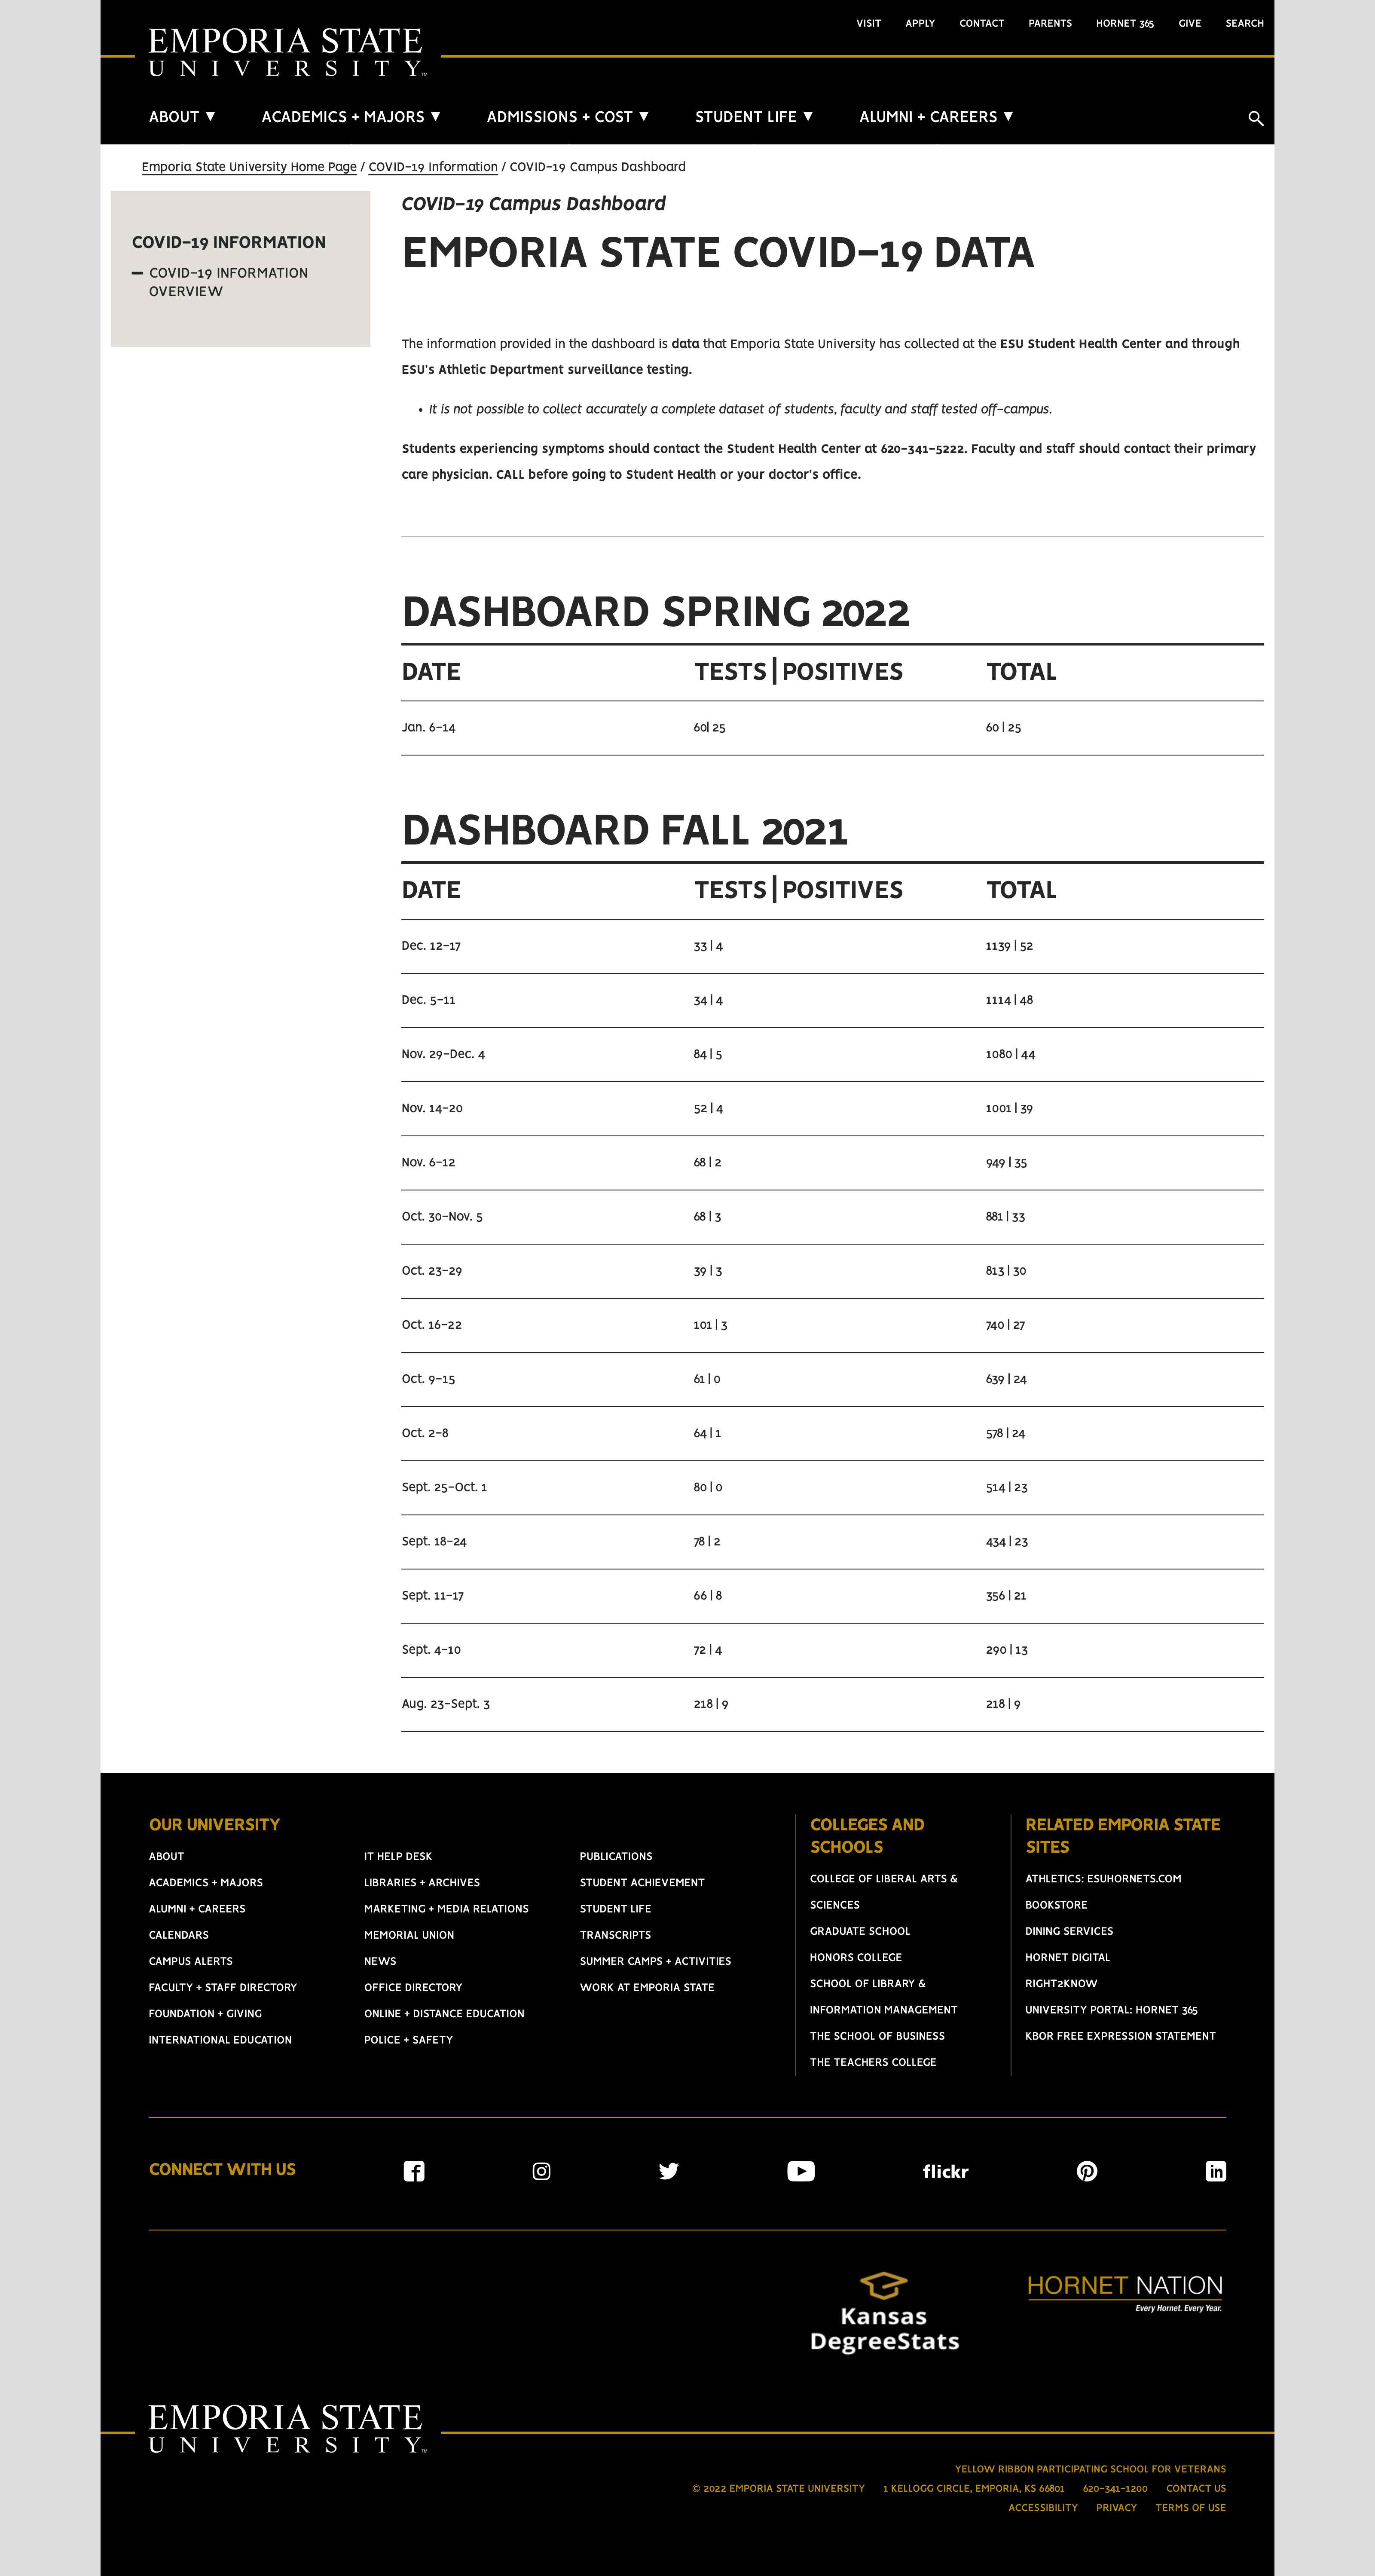 VISIT APPLY CONTACT PARENTS HORNET 365 GIVE SEARCH
EMPORIA STATE
UNIVERSITY™
ABOUT ▼ ACADEMICS + MAJORS ▼ ADMISSIONS + COST ▼ STUDENT LIFE ▼ ALUMNI + CAREERS ▼
Emporia State University Home Page / COVID-19 Information / COVID-19 Campus Dashboard
COVID-19 INFORMATION
COVID-19 INFORMATION
OVERVIEW
COVID-19 Campus Dashboard
EMPORIA STATE COVID-19 DATA
The information provided in the dashboard is data that Emporia State University has collected at the ESU Student Health Center and through
ESU's Athletic Department surveillance testing.
• It is not possible to collect accurately a complete dataset of students, faculty and staff tested off-campus.
Students experiencing symptoms should contact the Student Health Center at 620-341-5222. Faculty and staff should contact their primary
care physician. CALL before going to Student Health or your doctor's office.
DASHBOARD SPRING 2022
DATE TESTS|POSITIVES TOTAL
Jan. 6-14 60| 25 60 | 25
DASHBOARD FALL 2021
DATE TESTS|POSITIVES TOTAL
Dec. 12-17 33 | 4 1139 | 52
Dec. 5-11 34 | 4 1114 | 48
Nov. 29-Dec. 4 84 | 5 1080 | 44
Nov. 14-20 52 | 4 1001 | 39
Nov. 6-12 68 | 2 949 | 35
Oct. 30-Nov. 5 68 | 3 881 | 33
Oct. 23-29 39 | 3 813 | 30
Oct. 16-22 101 | 3 740 | 27
Oct. 9-15 61 | 0 639 | 24
Oct. 2-8 64 | 1 578 | 24
Sept. 25-Oct. 1 80 | 0 514 | 23
Sept. 18-24 78 | 2 434 | 23
Sept. 11-17 66 | 8 356 | 21
Sept. 4-10 72 | 4 290 | 13
Aug. 23-Sept. 3 218 | 9 218 | 9
OUR UNIVERSITY
ABOUT
ACADEMICS + MAJORS
ALUMNI + CAREERS
CALENDARS
CAMPUS ALERTS
FACULTY + STAFF DIRECTORY
FOUNDATION + GIVING
INTERNATIONAL EDUCATION
IT HELP DESK
LIBRARIES + ARCHIVES
MARKETING + MEDIA RELATIONS
MEMORIAL UNION
NEWS
OFFICE DIRECTORY
ONLINE + DISTANCE EDUCATION
POLICE + SAFETY
PUBLICATIONS
STUDENT ACHIEVEMENT
STUDENT LIFE
TRANSCRIPTS
SUMMER CAMPS + ACTIVITIES
WORK AT EMPORIA STATE
COLLEGES AND
SCHOOLS
COLLEGE OF LIBERAL ARTS &
SCIENCES
GRADUATE SCHOOL
HONORS COLLEGE
SCHOOL OF LIBRARY &
INFORMATION MANAGEMENT
THE SCHOOL OF BUSINESS
THE TEACHERS COLLEGE
RELATED EMPORIA STATE
SITES
ATHLETICS: ESUHORNETS.COM
BOOKSTORE
DINING SERVICES
HORNET DIGITAL
RIGHT2KNOW
UNIVERSITY PORTAL: HORNET 365
KBOR FREE EXPRESSION STATEMENT
CONNECT WITH US
flickr
Kansas
DegreeStats
HORNET NATION
Every Hornet. Every Year.
EMPORIA STATE
UNIVERSITY™
YELLOW RIBBON PARTICIPATING SCHOOL FOR VETERANS
© 2022 EMPORIA STATE UNIVERSITY 1 KELLOGG CIRCLE, EMPORIA, KS 66801 620-341-1200 CONTACT US
ACCESSIBILITY PRIVACY TERMS OF USE